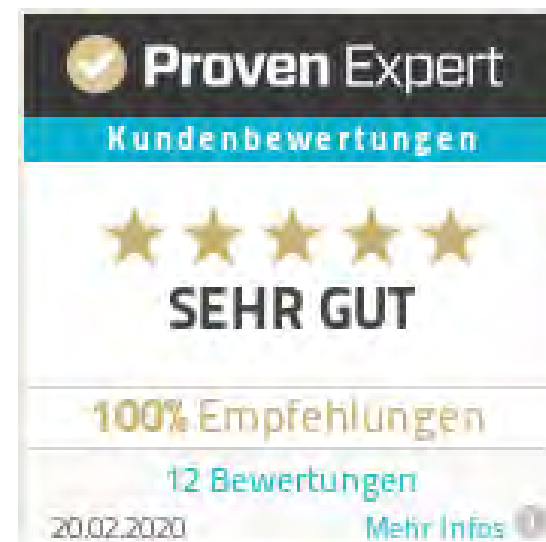 Proven Expert
Kundenbewertungen
SEHR GUT
100% Empfehlungen
12 Bewertungen
20.02.2020 Mehr Infos